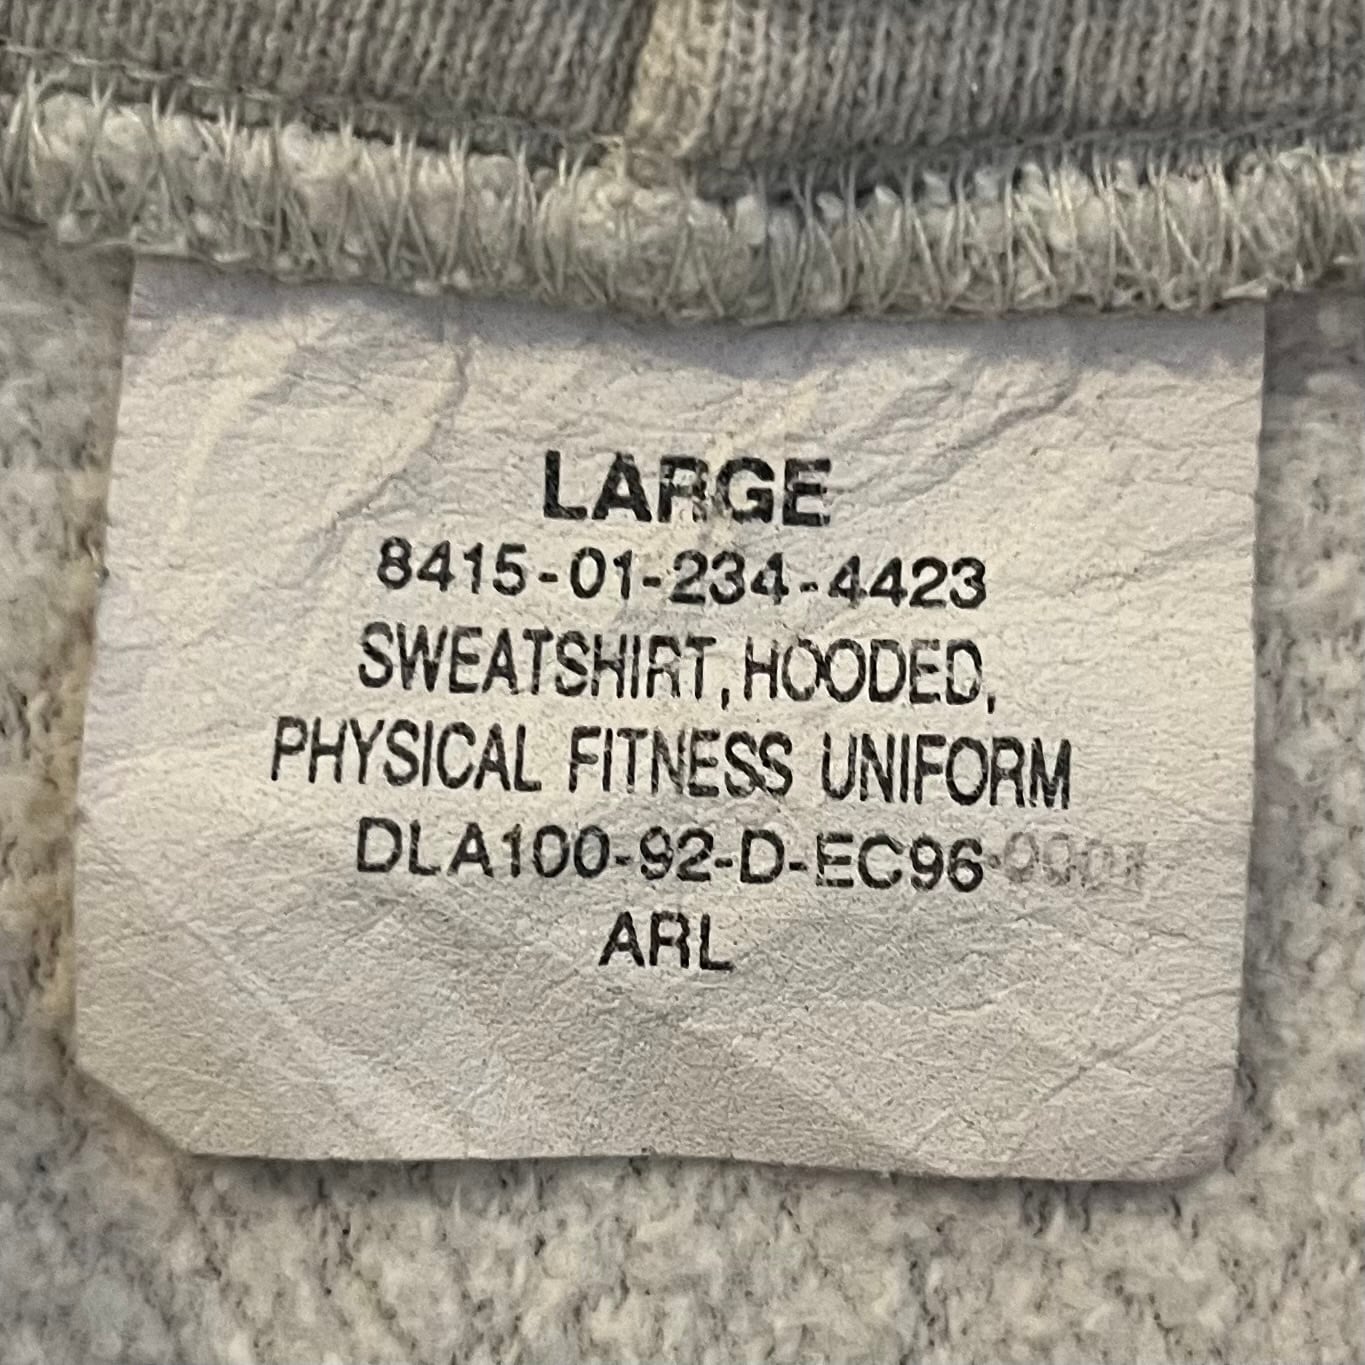 LARGE
8415-01-234-4423
SWEATSHIRT, HOODED,
PHYSICAL FITNESS UNIFORM
DLA100-92-D-EC96
ARL